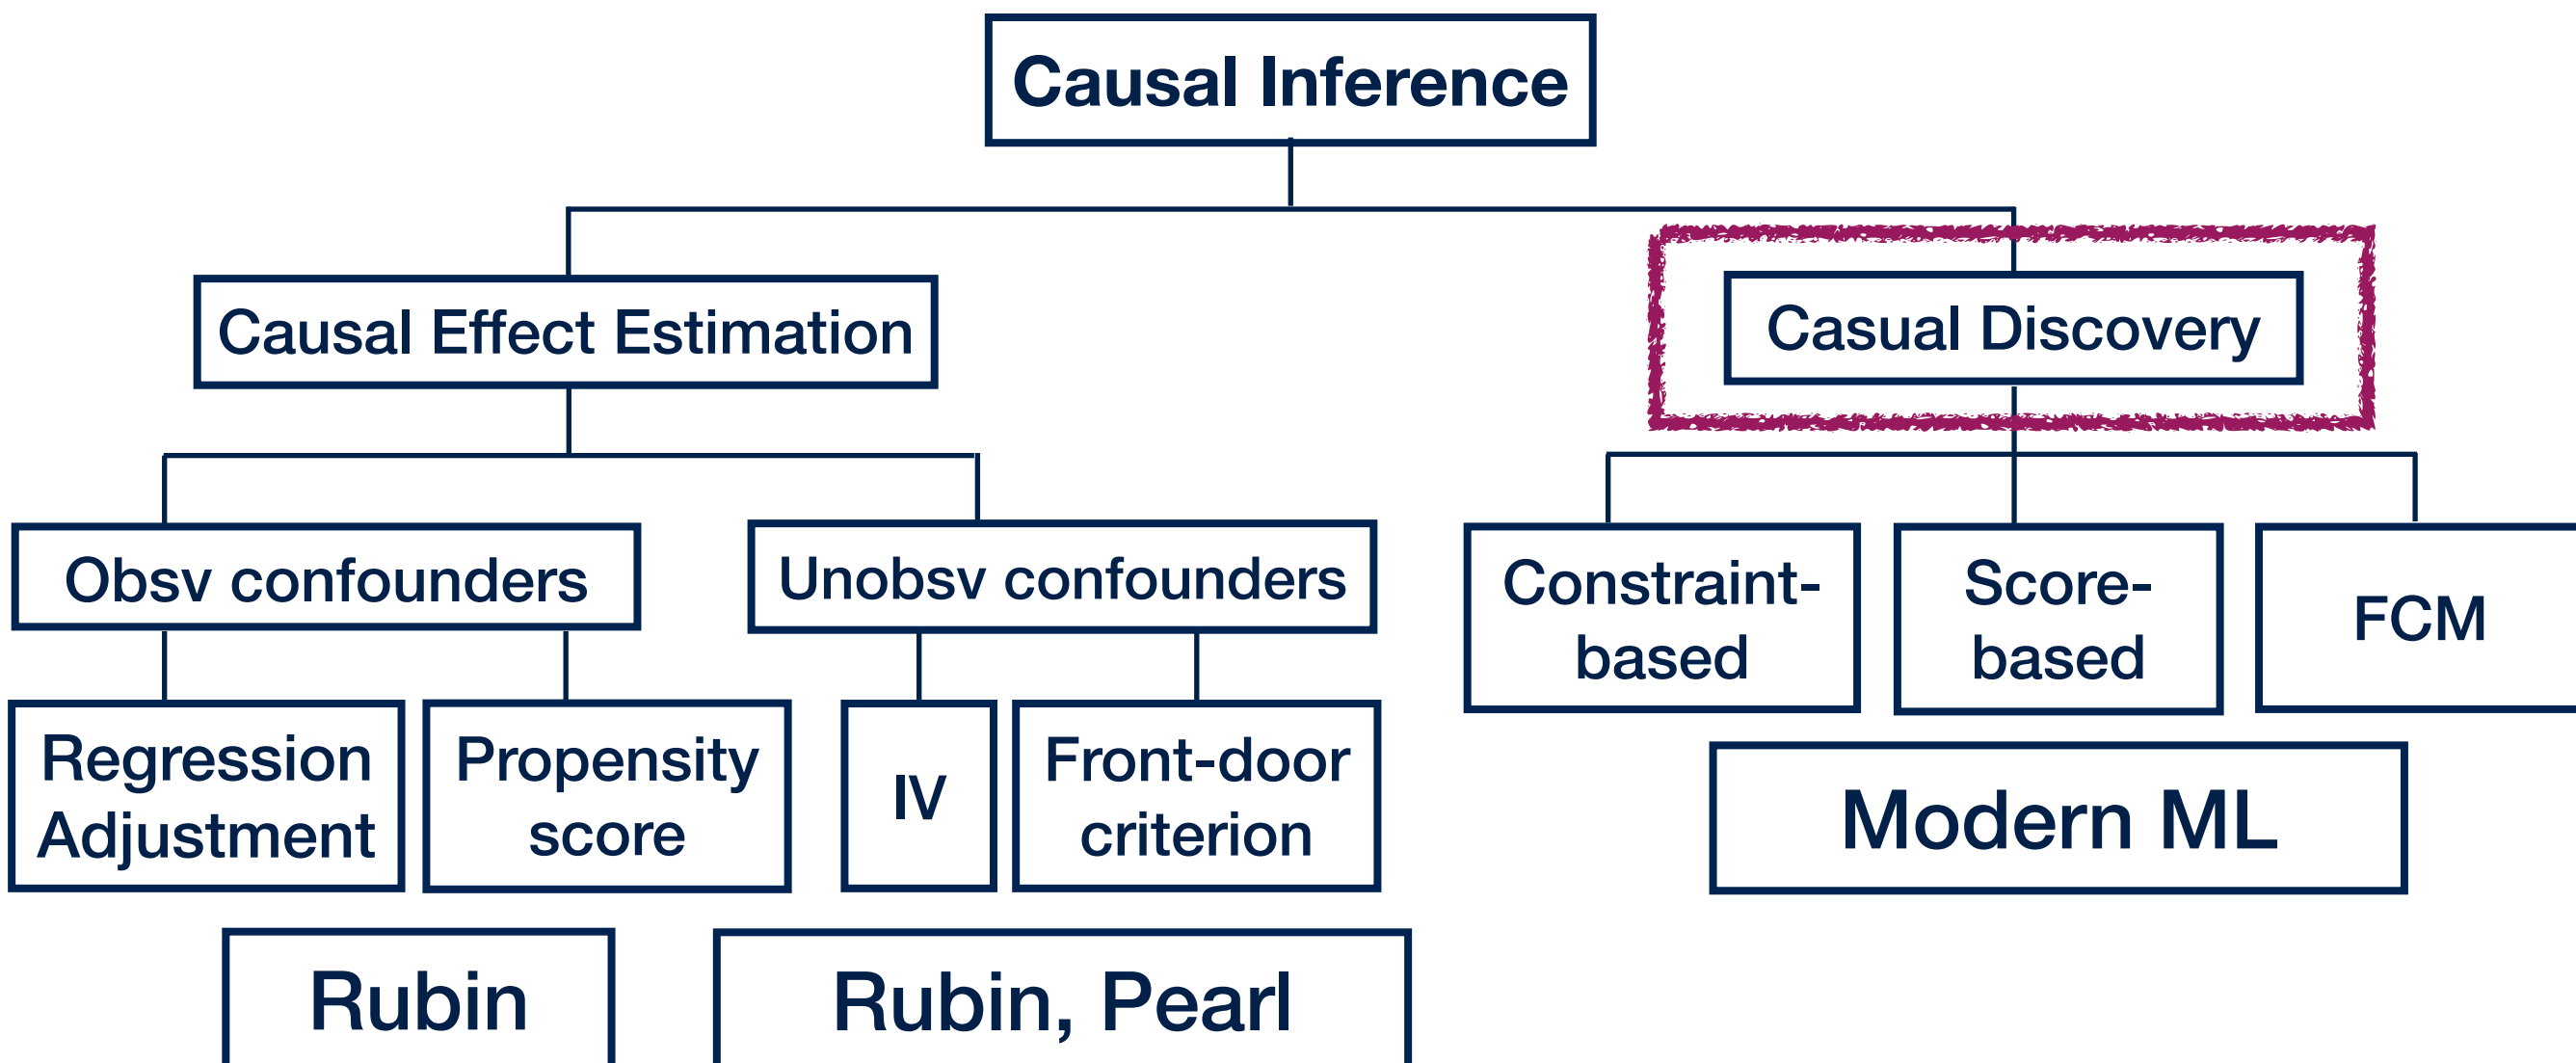 Causal Inference
Causal Effect Estimation
Casual Discovery
Obsv confounders
Unobsv confounders
Constraint-
based
Score-
based
FCM
Regression
Adjustment
Propensity
score
IV
Front-door
criterion
Modern ML
Rubin
Rubin, Pearl